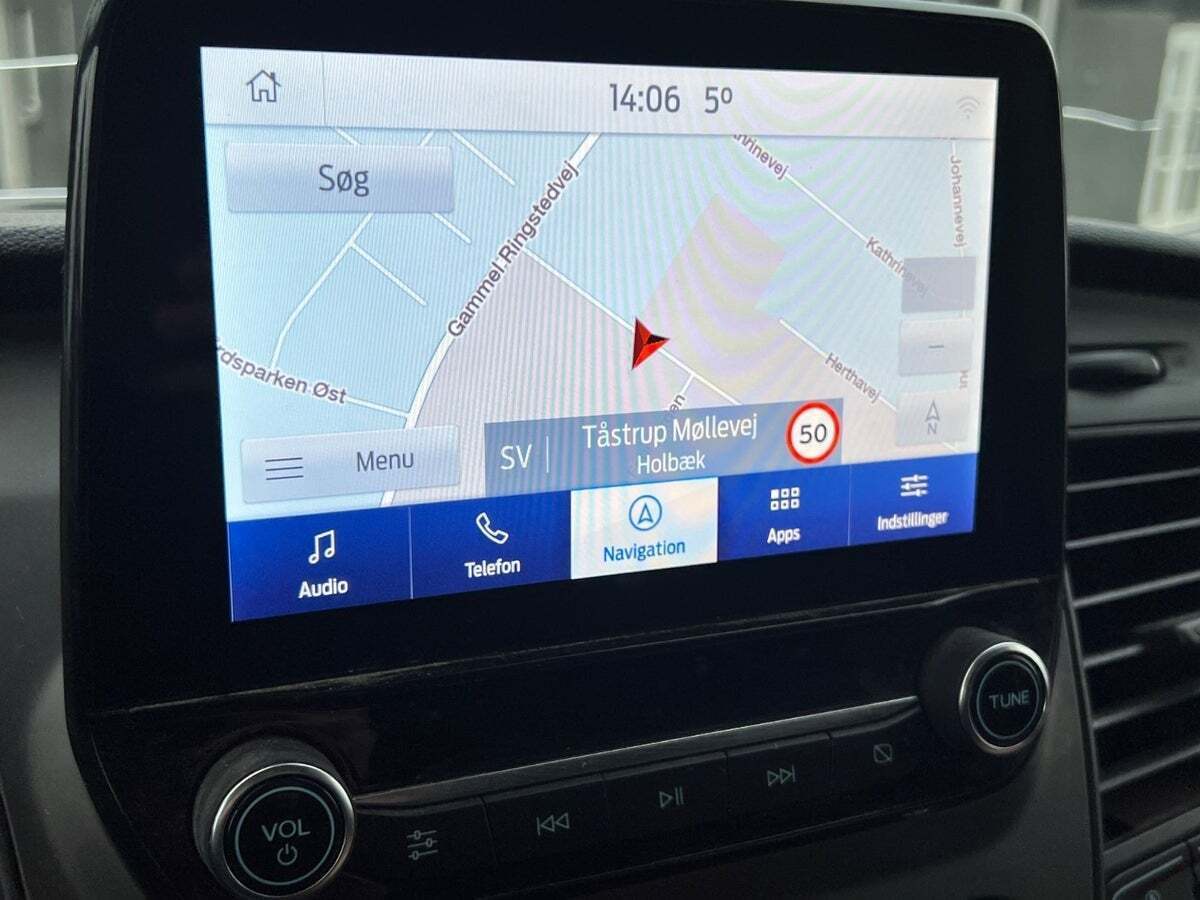 14:06 5°
Søg
Gammel Ringstedvej
Kathrinevej
Johannevej
Herthavej
dsparken Øst
N
Menu
SV
Tåstrup Møllevej
Holbæk
50
Audio
Telefon
Navigation
Apps
Indstillinger
TUNE
VOL